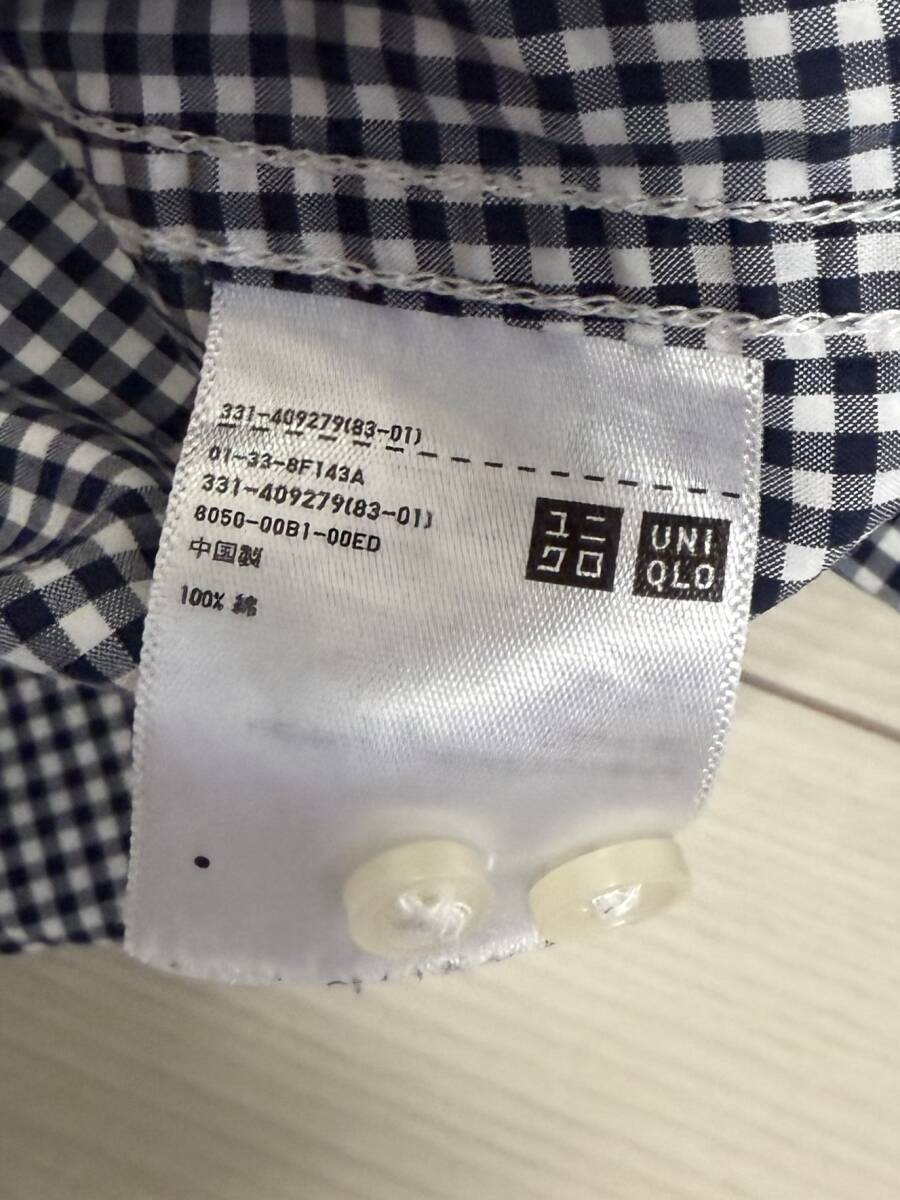 331-409279(83-01)
01-33-8F143A
331-409279(83-01)
8050-00B1-00ED
中国製
100% 綿
ユニ
クロ
UNI
QLO